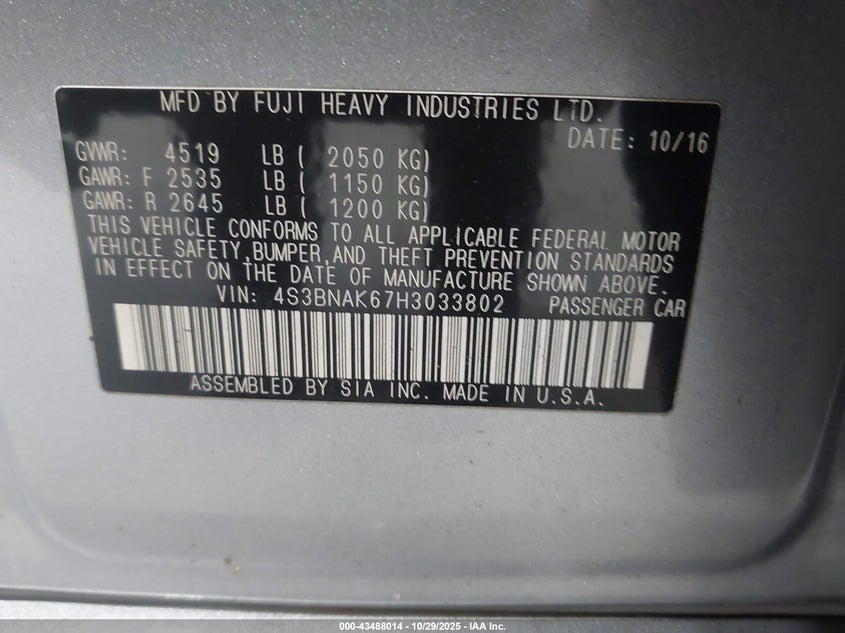 MFD BY FUJI HEAVY INDUSTRIES LTD.
DATE: 10/16
GVWR: 4519 LB ( 2050 KG)
GAWR: F 2535 LB ( 1150 KG)
GAWR: R 2645 LB ( 1200 KG)
THIS VEHICLE CONFORMS TO ALL APPLICABLE FEDERAL MOTOR
VEHICLE SAFETY, BUMPER, AND THEFT PREVENTION STANDARDS
IN EFFECT ON THE DATE OF MANUFACTURE SHOWN ABOVE.
VIN: 4S3BNAK67H3033802 PASSENGER CAR
ASSEMBLED BY SIA INC. MADE IN U.S.A.
000-43488014 - 10/29/2025 - IAA Inc.